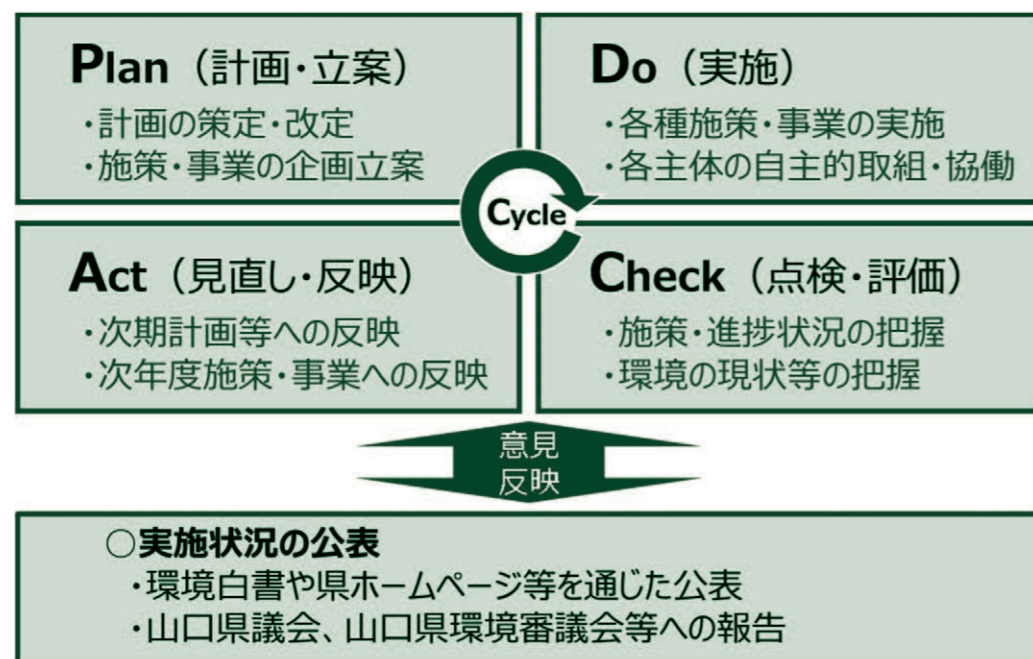 Plan（計画・立案）
・計画の策定・改定
・施策・事業の企画立案
Do（実施）
・各種施策・事業の実施
・各主体の自主的取組・協働
Cycle
Act（見直し・反映）
・次期計画等への反映
・次年度施策・事業への反映
Check（点検・評価）
・施策・進捗状況の把握
・環境の現状等の把握
意見
反映
○実施状況の公表
・環境白書や県ホームページ等を通じた公表
・山口県議会、山口県環境審議会等への報告